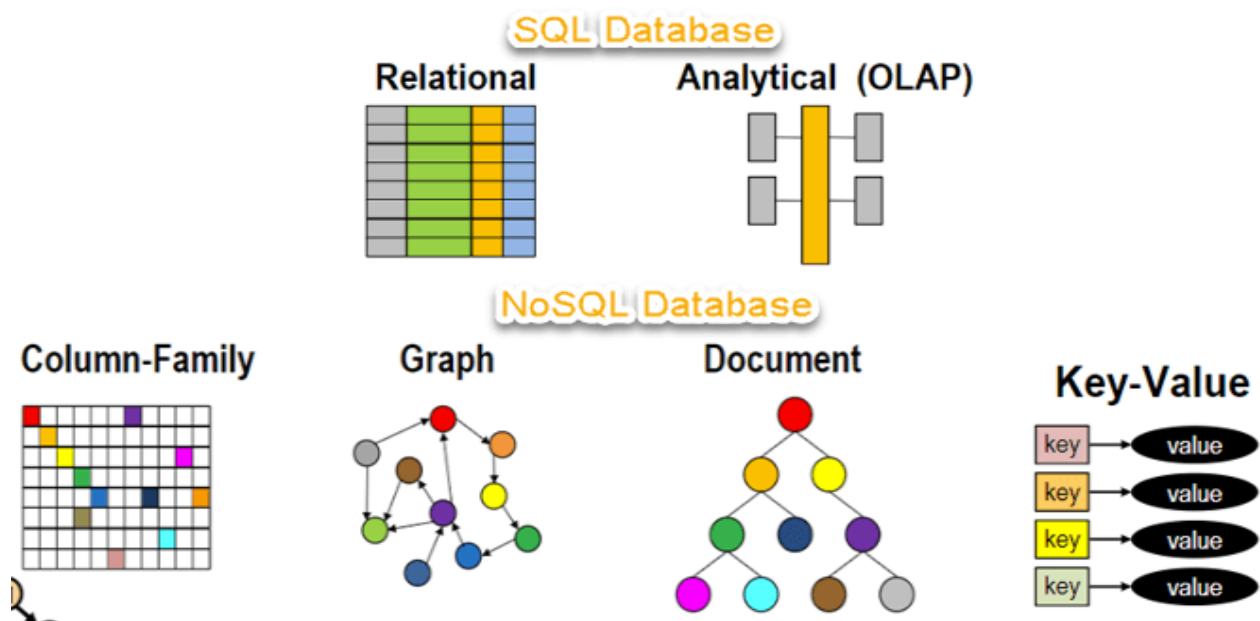 SQL Database
Relational
Analytical (OLAP)
NoSQL Database
Column-Family
Graph
Document
Key-Value
key
value
key
value
key
value
key
value